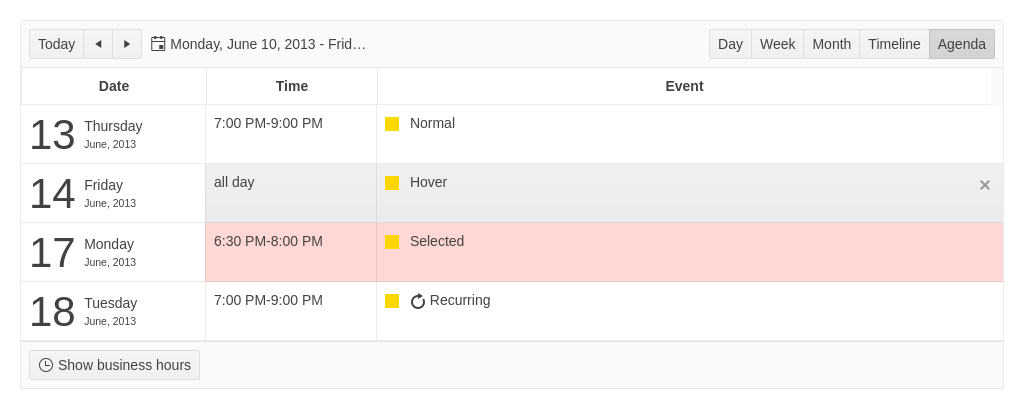 Today Monday, June 10, 2013 - Frid… Day Week Month Timeline Agenda
Date Time Event
13 Thursday 7:00 PM-9:00 PM Normal
June, 2013
14 Friday all day Hover
June, 2013
17 Monday 6:30 PM-8:00 PM Selected
June, 2013
18 Tuesday 7:00 PM-9:00 PM Recurring
June, 2013
Show business hours